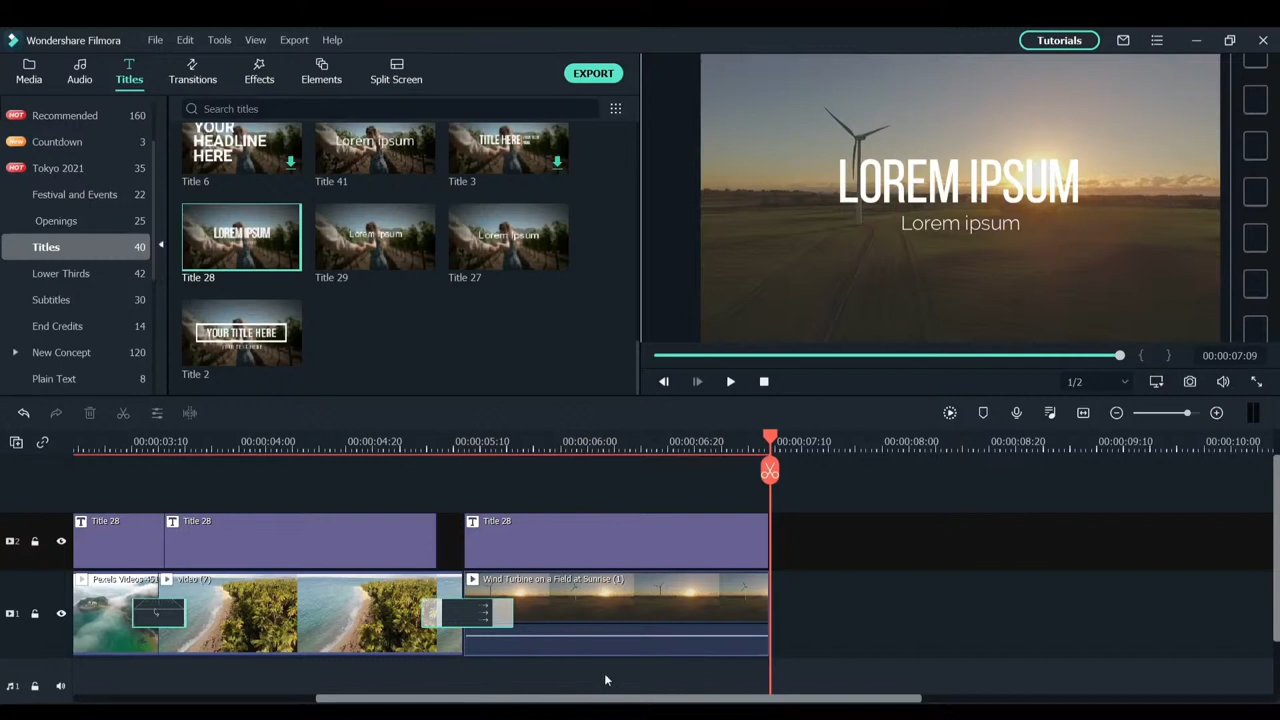 Wondershare Filmora File Edit Tools View Export Help Tutorials
Media Audio Titles Transitions Effects Elements Split Screen EXPORT
HOT Recommended 160
New Countdown 3
HOT Tokyo 2021 35
Festival and Events 22
Openings 25
Titles 40
Lower Thirds 42
Subtitles 30
End Credits 14
New Concept 120
Plain Text 8
Search titles
YOUR
HEADLINE
HERE
Lorem Ipsum
TITLE HERE
Title 6 Title 41 Title 3
LOREM IPSUM
Lorem ipsum
Lorem ipsum
Title 28 Title 29 Title 27
YOUR TITLE HERE
Title 2
LOREM IPSUM
Lorem ipsum
00:00:07:09
1/2
00:00:03:10 00:00:04:00 00:00:04:20 00:00:05:10 00:00:06:00 00:00:06:20 00:00:07:10 00:00:08:00 00:00:08:20 00:00:09:10 00:00:10:00
T Title 28 T Title 28 T Title 28
2
Pexels Videos 451 video (7) Wind Turbine on a Field at Sunrise (1)
1
1